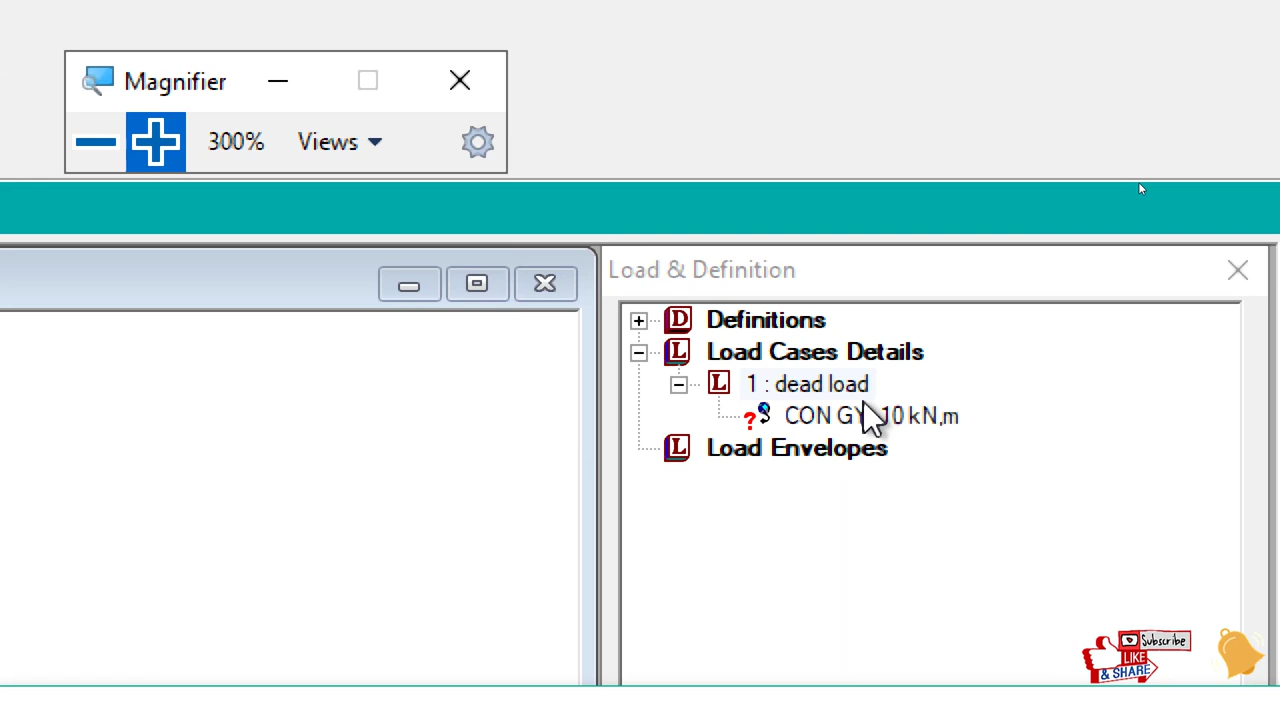 Magnifier
300% Views
Load & Definition
D Definitions
L Load Cases Details
L 1 : dead load
? CON GY 10 kN,m
L Load Envelopes
Subscribe
LIKE
& SHARE